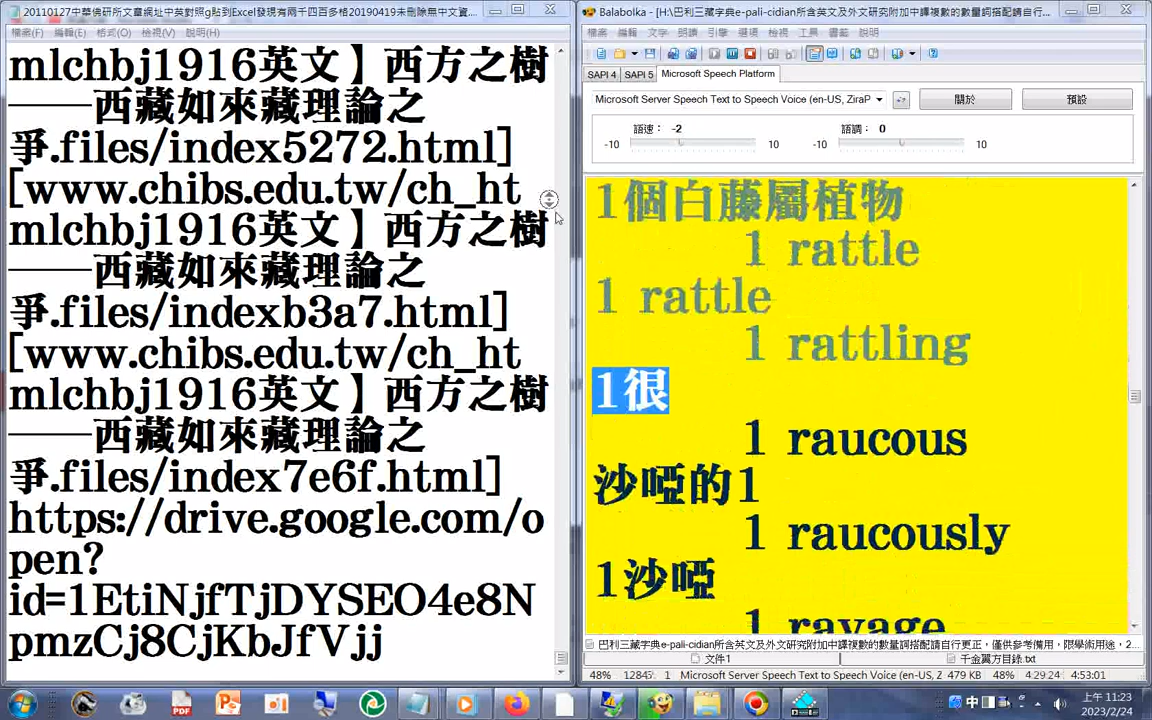 20110127中華佛研所文章網址中英對照g點到Excel發現有兩千四百多格20190419未刪除無中文資...
檔案(F) 編輯(E) 格式(O) 檢視(V) 說明(H)
mlchbj1916英文】西方之樹
——西藏如來藏理論之
爭.files/index5272.html]
[www.chibs.edu.tw/ch_ht
mlchbj1916英文】西方之樹
——西藏如來藏理論之
爭.files/indexb3a7.html]
[www.chibs.edu.tw/ch_ht
mlchbj1916英文】西方之樹
——西藏如來藏理論之
爭.files/index7e6f.html]
https://drive.google.com/o
pen?
id=1EtiNjfTjDYSEO4e8N
pmzCj8CjKbJfVjj
Balabolka - [H:\巴利三藏字典e-pali-cidian所含英文及外文研究附加中譯複數的數量詞搭配請自行...
檔案 編輯 文字 朗讀 引擎 選項 檢視 工具 書籤 說明
SAPI 4 SAPI 5 Microsoft Speech Platform
Microsoft Server Speech Text to Speech Voice (en-US, ZiraP 關於 預設
語速： -2 語調： 0
-10 10 -10 10
1個白藤屬植物
1 rattle
1 rattle
1 rattling
1很
1 raucous
沙啞的1
1 raucously
1沙啞
1 ravage
巴利三藏字典e-pali-cidian所含英文及外文研究附加中譯複數的數量詞搭配請自行更正，僅供參考備用，限學術用途，2...
文件1 千金翼方目錄.txt
48% 12845 1 Microsoft Server Speech Text to Speech Voice (en-US, Z 479 KB 48% 4:29:24 / 4:53:01
中
上午 11:23
2023/2/24